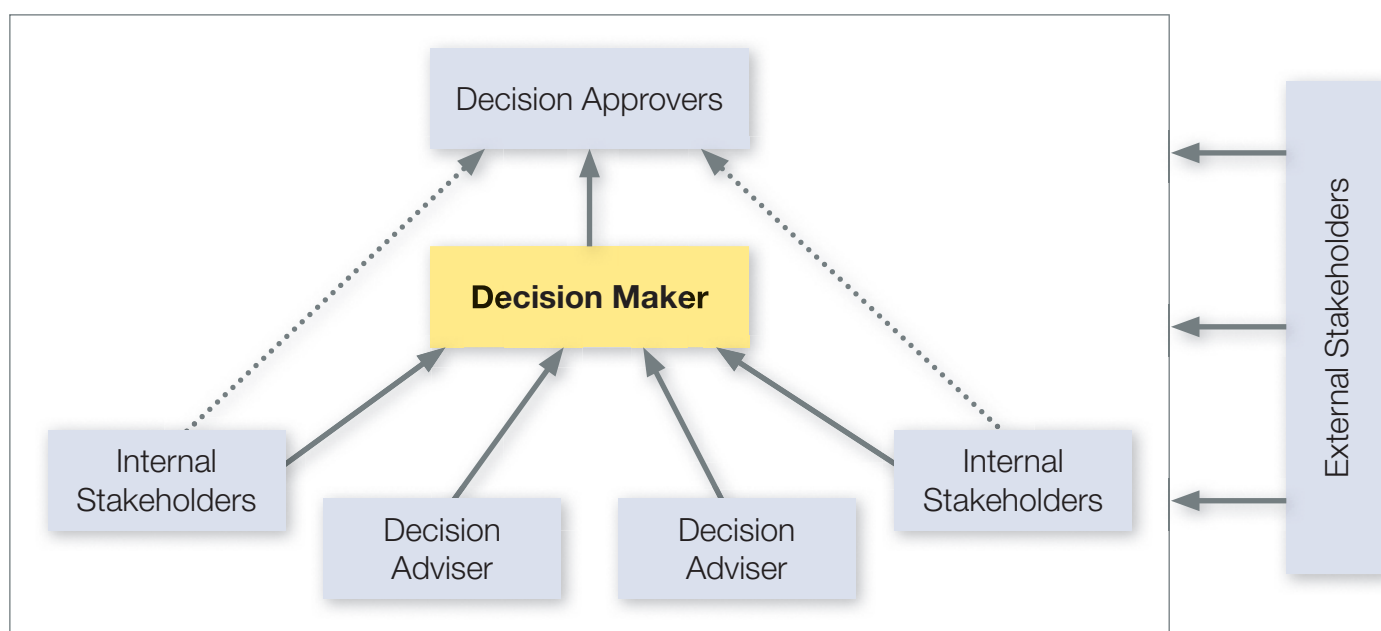 Decision Approvers
Decision Maker
Internal
Stakeholders
Decision
Adviser
Decision
Adviser
Internal
Stakeholders
External Stakeholders